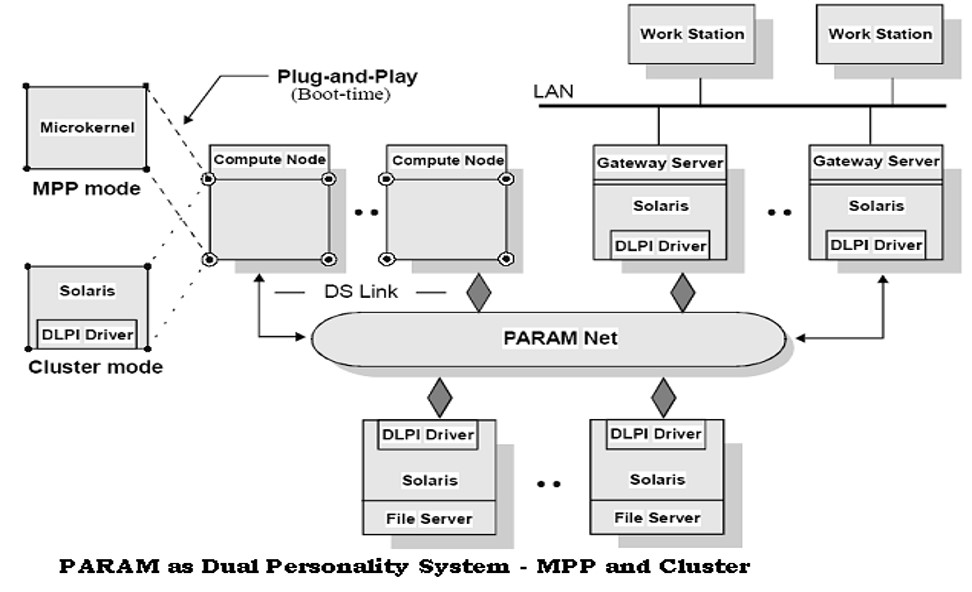 Work Station
Work Station
Plug-and-Play
(Boot-time)
LAN
Microkernel
MPP mode
Compute Node
Compute Node
Gateway Server
Gateway Server
Solaris
Solaris
DLPI Driver
DLPI Driver
Solaris
DLPI Driver
Cluster mode
DS Link
PARAM Net
DLPI Driver
DLPI Driver
Solaris
Solaris
File Server
File Server
PARAM as Dual Personality System - MPP and Cluster